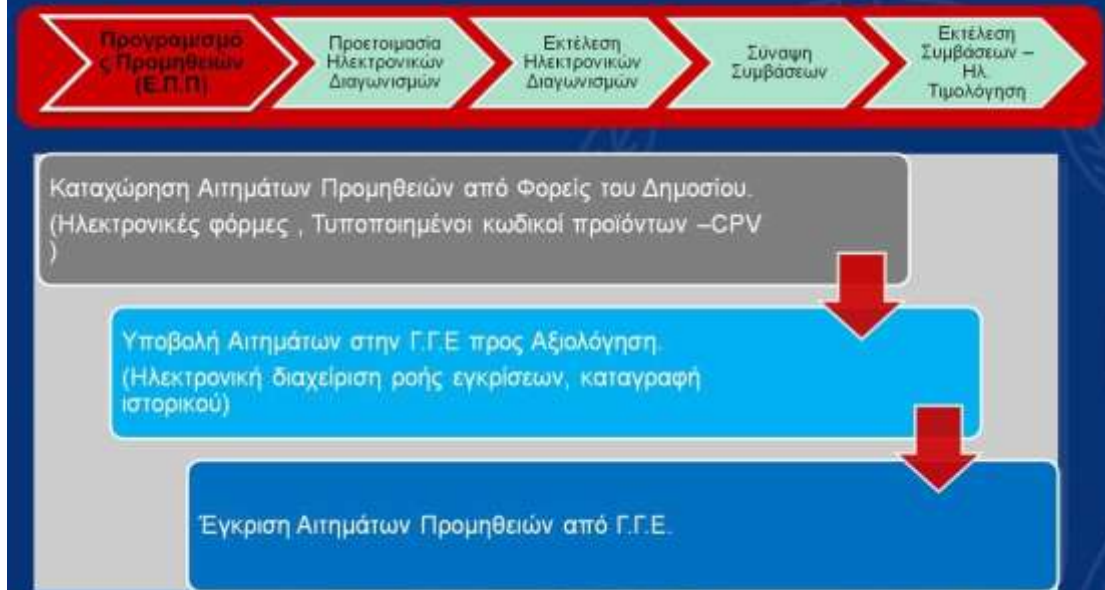 Προγραμισμό
ς Προμηθειών
(Ε.Π.Π)
Προετοιμασία
Ηλεκτρονικών
Διαγωνισμών
Εκτέλεση
Ηλεκτρονικών
Διαγωνισμών
Σύναψη
Συμβάσεων
Εκτέλεση
Συμβάσεων –
Ηλ.
Τιμολόγηση
Καταχώρηση Αιτημάτων Προμηθειών από Φορείς του Δημοσίου.
(Ηλεκτρονικές φόρμες , Τυποποιημένοι κωδικοί προϊόντων –CPV
)
Υποβολή Αιτημάτων στην Γ.Γ.Ε προς Αξιολόγηση.
(Ηλεκτρονική διαχείριση ροής εγκρίσεων, καταγραφή
ιστορικού)
Έγκριση Αιτημάτων Προμηθειών από Γ.Γ.Ε.